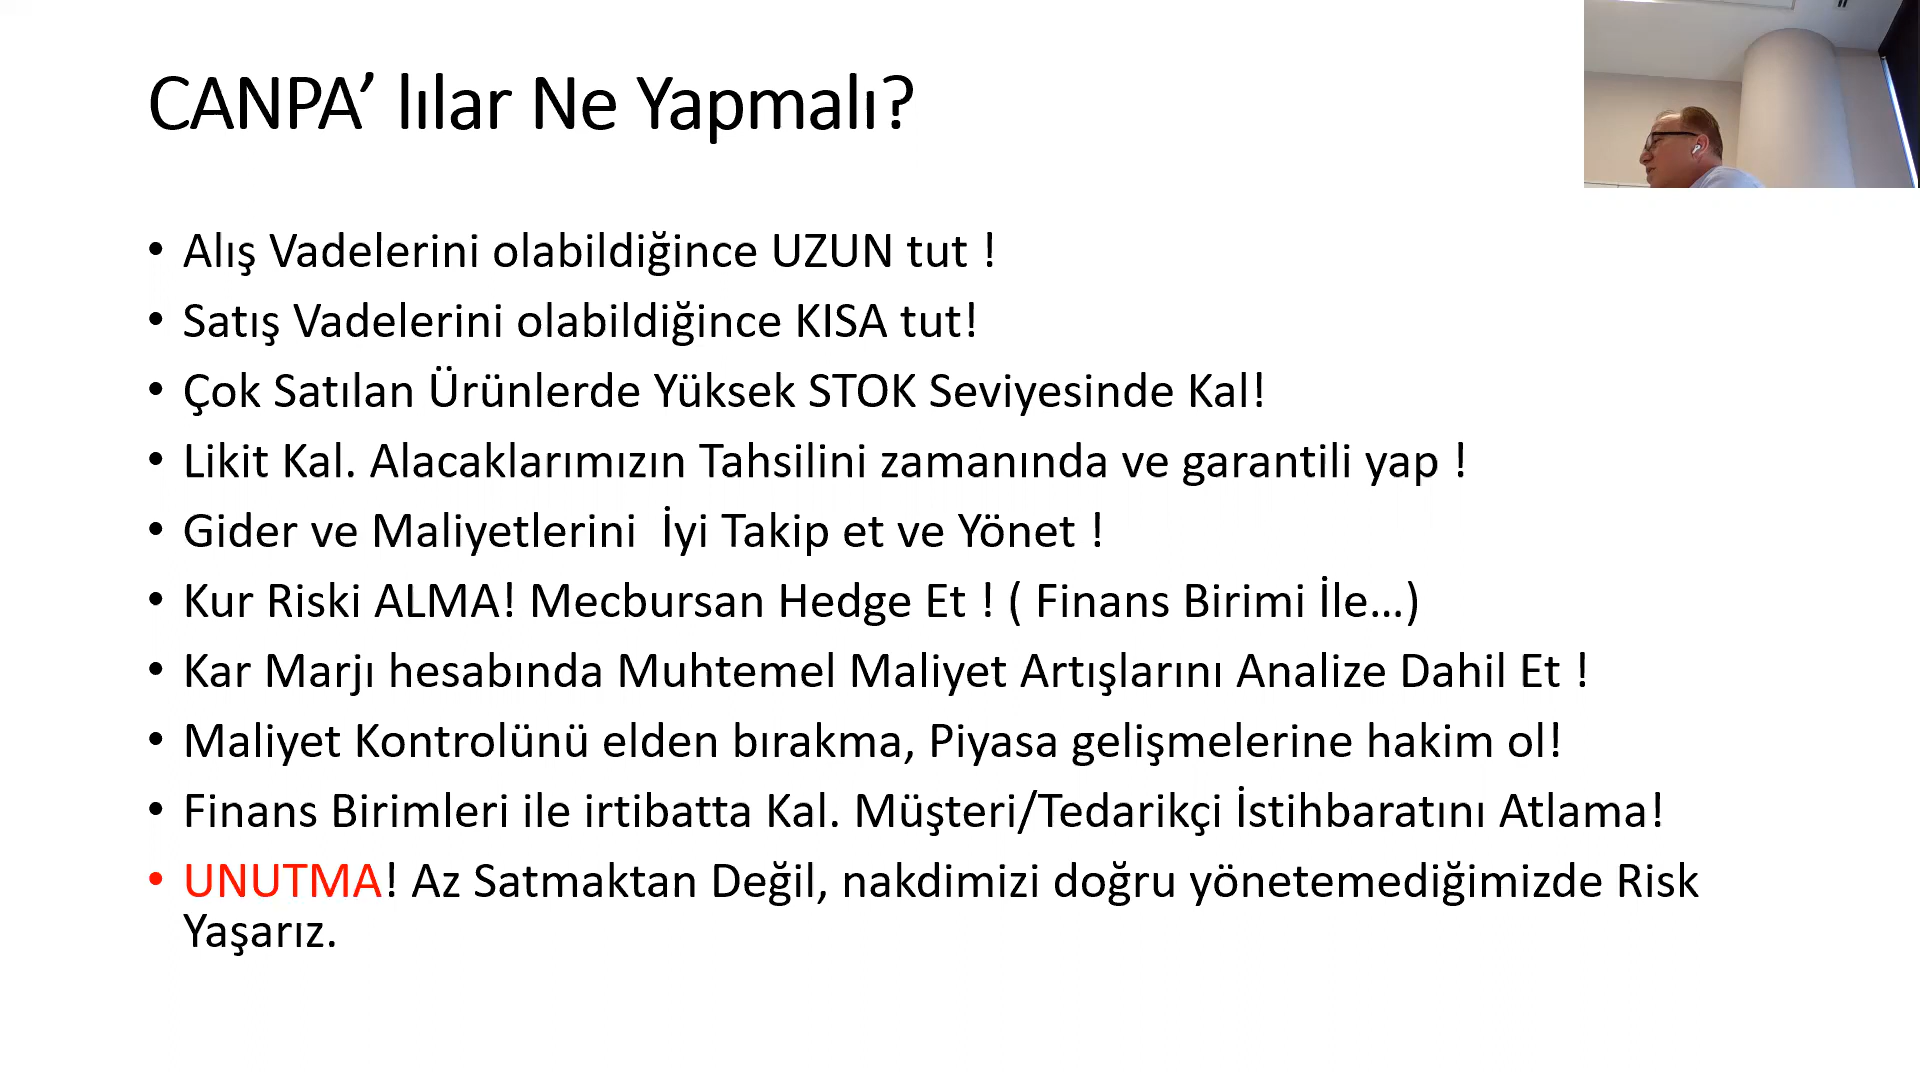 CANPA’ lılar Ne Yapmalı?
• Alış Vadelerini olabildiğince UZUN tut !
• Satış Vadelerini olabildiğince KISA tut!
• Çok Satılan Ürünlerde Yüksek STOK Seviyesinde Kal!
• Likit Kal. Alacaklarımızın Tahsilini zamanında ve garantili yap !
• Gider ve Maliyetlerini  İyi Takip et ve Yönet !
• Kur Riski ALMA! Mecbursan Hedge Et ! ( Finans Birimi İle…)
• Kar Marjı hesabında Muhtemel Maliyet Artışlarını Analize Dahil Et !
• Maliyet Kontrolünü elden bırakma, Piyasa gelişmelerine hakim ol!
• Finans Birimleri ile irtibatta Kal. Müşteri/Tedarikçi İstihbaratını Atlama!
• UNUTMA! Az Satmaktan Değil, nakdimizi doğru yönetemediğimizde Risk
Yaşarız.